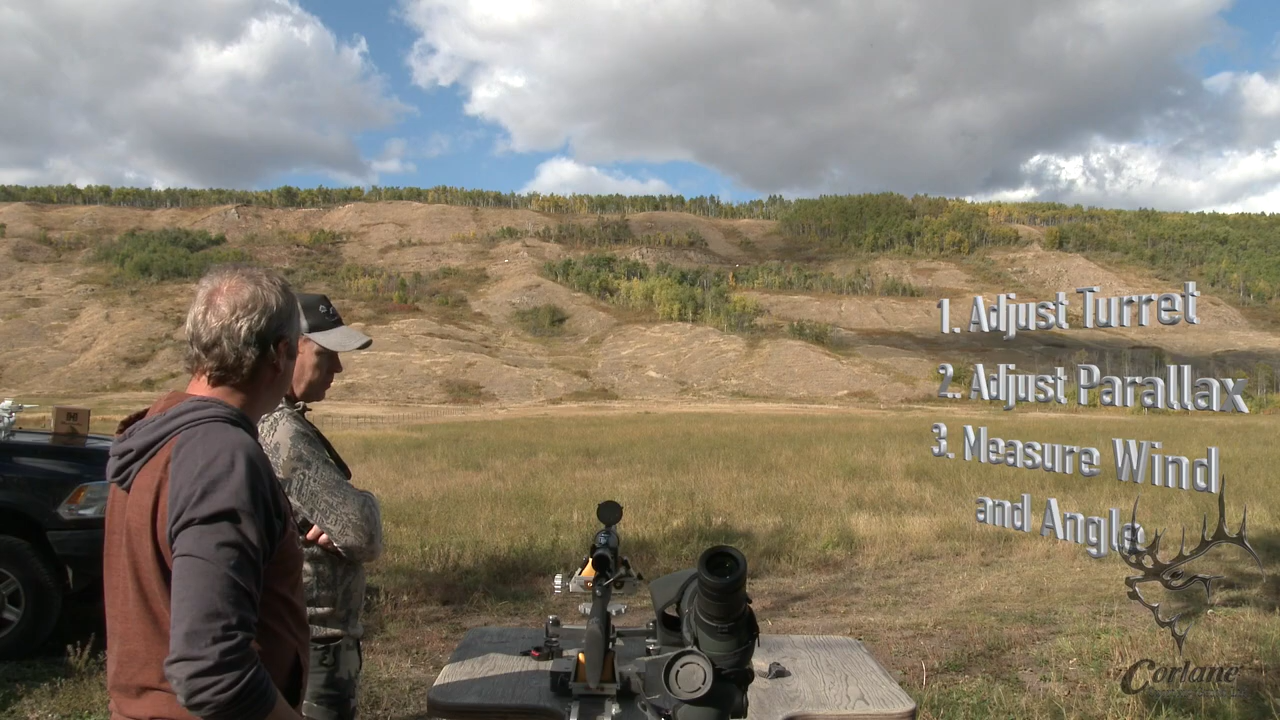 1. Adjust Turret
2. Adjust Parallax
3. Measure Wind
and Angle
Corlane